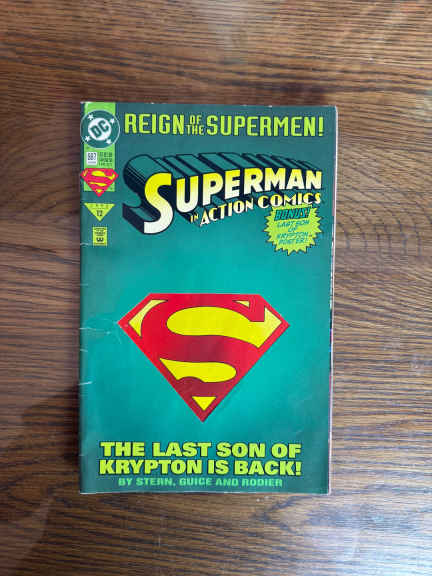 REIGN OF THE SUPERMEN!
DC
687
SUPERMAN
IN ACTION COMICS
BONUS!
LAST SON
OF
KRYPTON
POSTER!
12
S
THE LAST SON OF
KRYPTON IS BACK!
BY STERN, GUICE AND RODIER